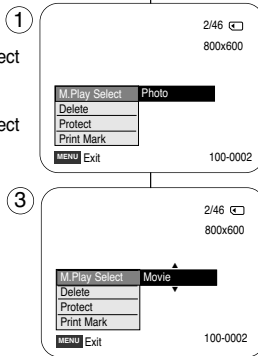 1
2/46
800x600
ect
M.Play Select Photo
Delete
ect
Protect
Print Mark
MENU Exit 100-0002
3
2/46
800x600
M.Play Select Movie
Delete
Protect
Print Mark
MENU Exit 100-0002